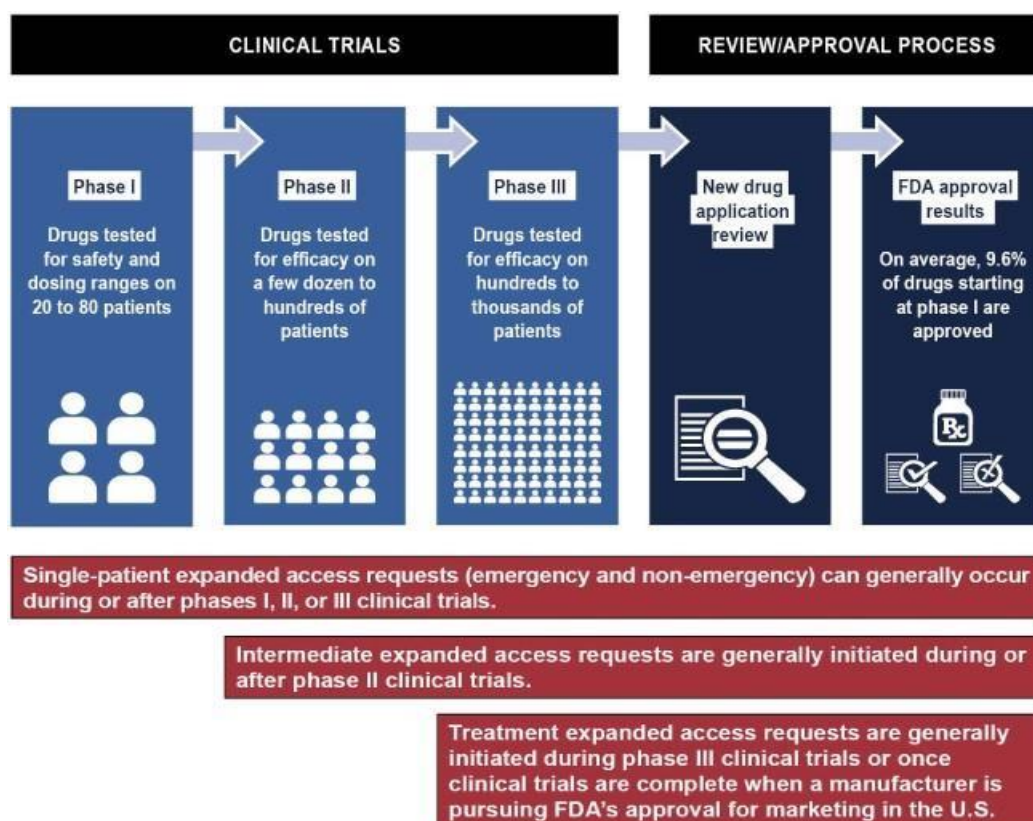 CLINICAL TRIALS
REVIEW/APPROVAL PROCESS
Phase I
Drugs tested
for safety and
dosing ranges on
20 to 80 patients
Phase II
Drugs tested
for efficacy on
a few dozen to
hundreds of
patients
Phase III
Drugs tested
for efficacy on
hundreds to
thousands of
patients
New drug
application
review
FDA approval
results
On average, 9.6%
of drugs starting
at phase I are
approved
Rx
Single-patient expanded access requests (emergency and non-emergency) can generally occur
during or after phases I, II, or III clinical trials.
Intermediate expanded access requests are generally initiated during or
after phase II clinical trials.
Treatment expanded access requests are generally
initiated during phase III clinical trials or once
clinical trials are complete when a manufacturer is
pursuing FDA's approval for marketing in the U.S.